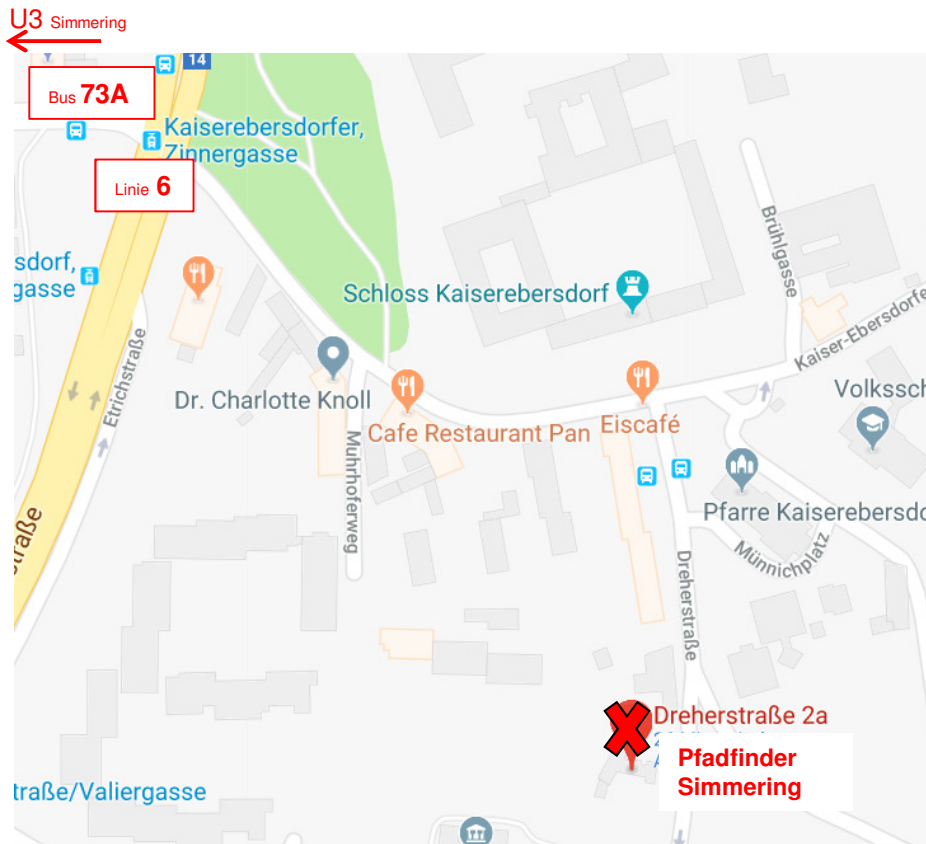 U3 Simmering
14
Bus 73A
Kaiserebersdorfer,
Zinnergasse
Linie 6
sdorf,
gasse
Brühlgasse
Schloss Kaiserebersdorf
Kaiser-Ebersdorfe
Etrichstraße
Dr. Charlotte Knoll
Cafe Restaurant Pan
Eiscafé
Volkssch
Muhrhoferweg
Pfarre Kaiserebersdo
Münnichplatz
straße
Dreherstraße
Dreherstraße 2a
Pfadfinder
Simmering
traße/Valiergasse